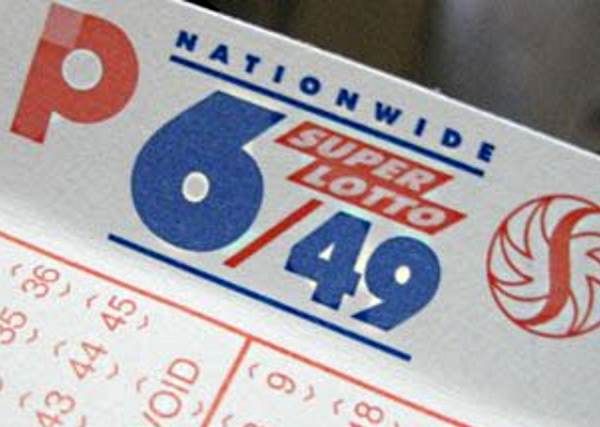 P
NATIONWIDE
6/49
SUPER
LOTTO
S
36
45
35
44
43
VOID
9
18